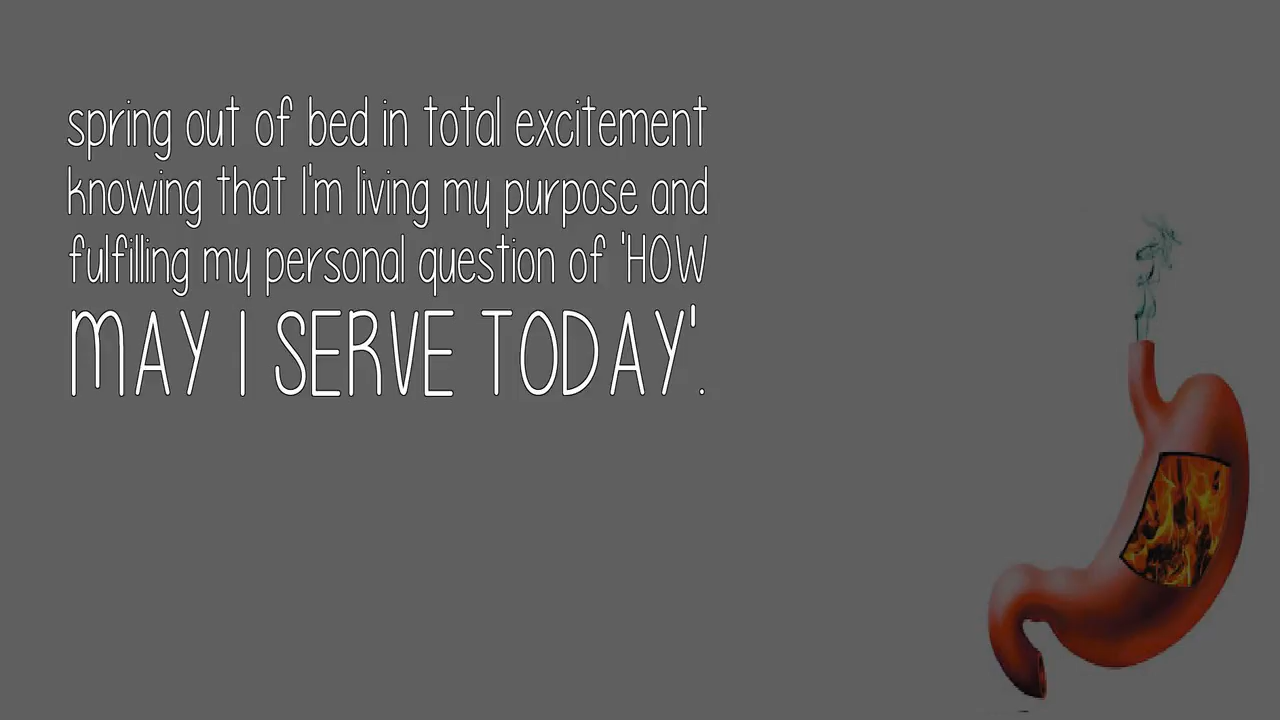 spring out of bed in total excitement
knowing that I'm living my purpose and
fulfilling my personal question of 'HOW
MAY I SERVE TODAY'.